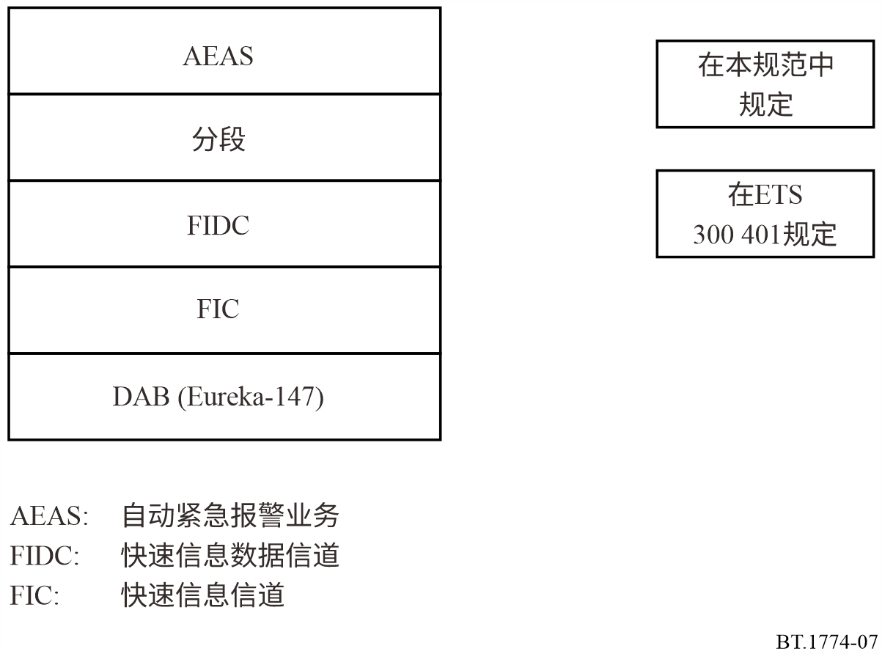 AEAS
分段
FIDC
FIC
DAB (Eureka-147)
在本规范中
规定
在ETS
300 401规定
AEAS: 自动紧急报警业务
FIDC: 快速信息数据信道
FIC: 快速信息信道
BT.1774-07